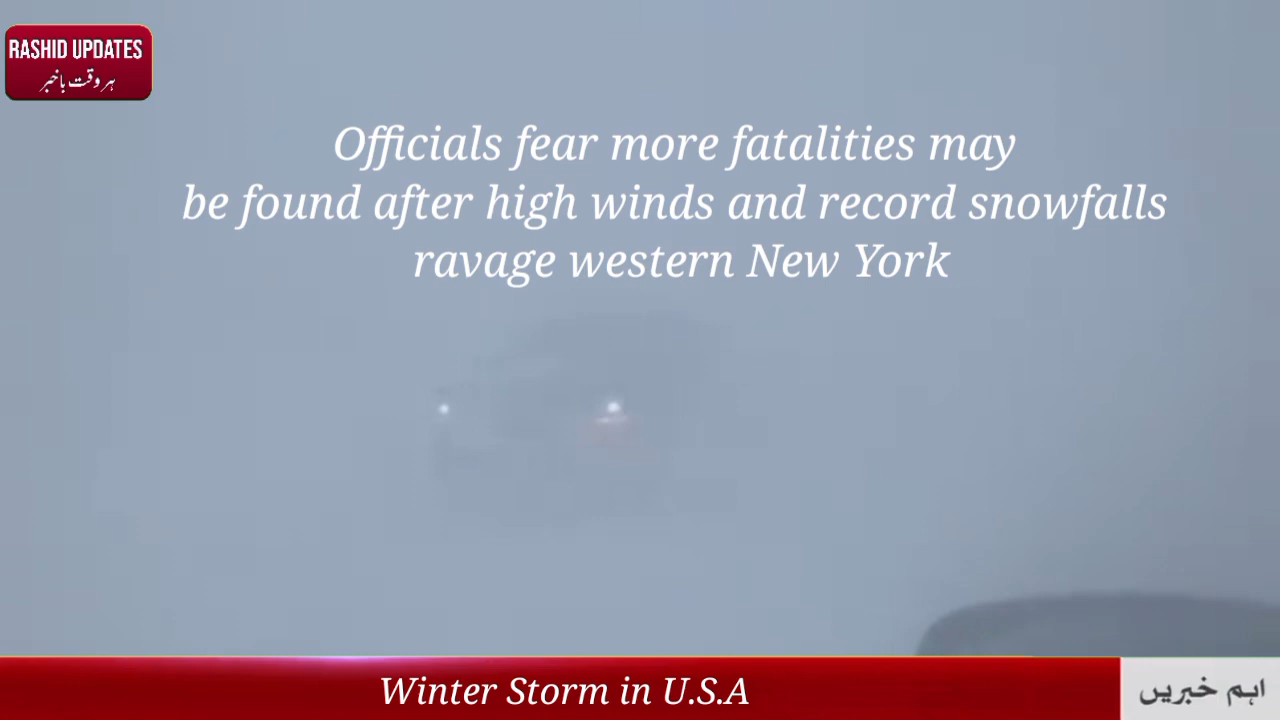 RASHID UPDATES
ہر وقت باخبر
Officials fear more fatalities may
be found after high winds and record snowfalls
ravage western New York
Winter Storm in U.S.A
اہم خبریں